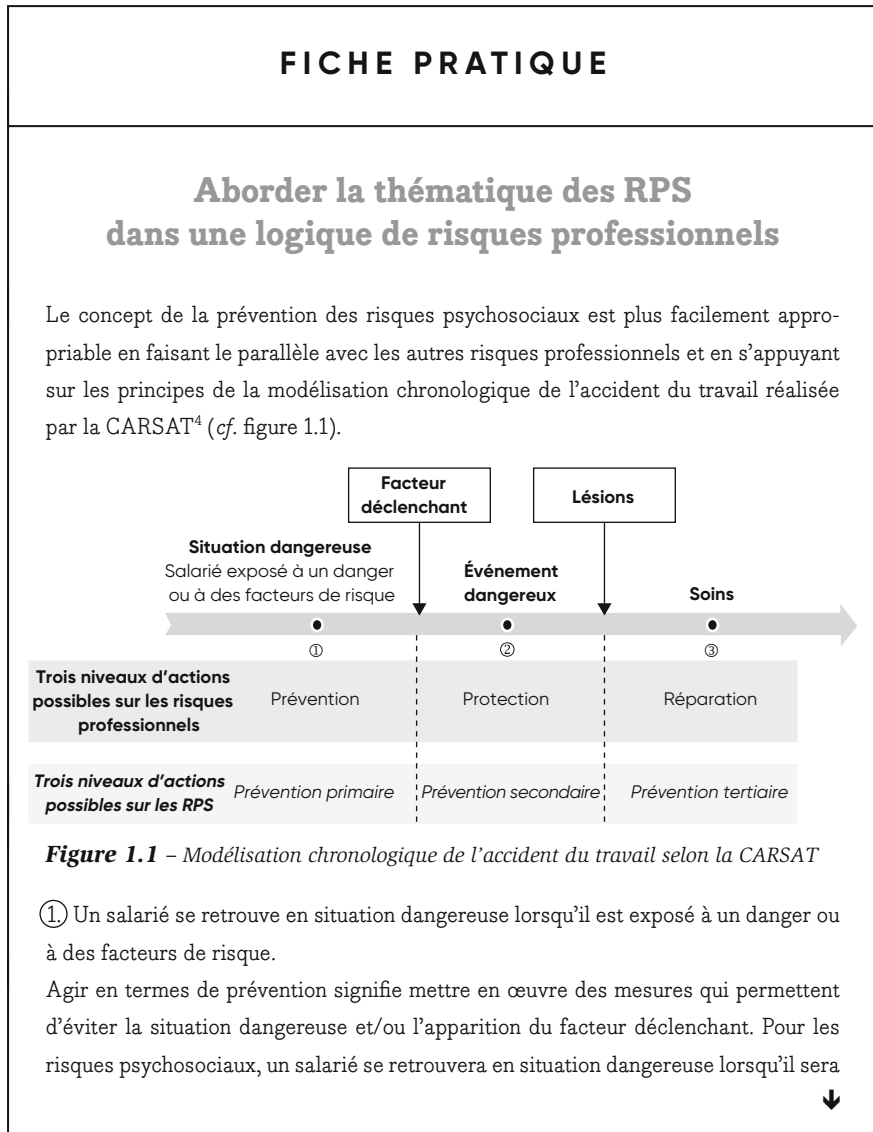 FICHE PRATIQUE
Aborder la thématique des RPS
dans une logique de risques professionnels
Le concept de la prévention des risques psychosociaux est plus facilement appro-
priable en faisant le parallèle avec les autres risques professionnels et en s'appuyant
sur les principes de la modélisation chronologique de l'accident du travail réalisée
par la CARSAT⁴ (cf. figure 1.1).
Facteur
déclenchant
Lésions
Situation dangereuse
Salarié exposé à un danger
ou à des facteurs de risque
Événement
dangereux
Soins
①
②
③
Trois niveaux d'actions
possibles sur les risques
professionnels
Prévention
Protection
Réparation
Trois niveaux d'actions
possibles sur les RPS
Prévention primaire
Prévention secondaire
Prévention tertiaire
Figure 1.1 – Modélisation chronologique de l'accident du travail selon la CARSAT
1. Un salarié se retrouve en situation dangereuse lorsqu'il est exposé à un danger ou
à des facteurs de risque.
Agir en termes de prévention signifie mettre en œuvre des mesures qui permettent
d'éviter la situation dangereuse et/ou l'apparition du facteur déclenchant. Pour les
risques psychosociaux, un salarié se retrouvera en situation dangereuse lorsqu'il sera